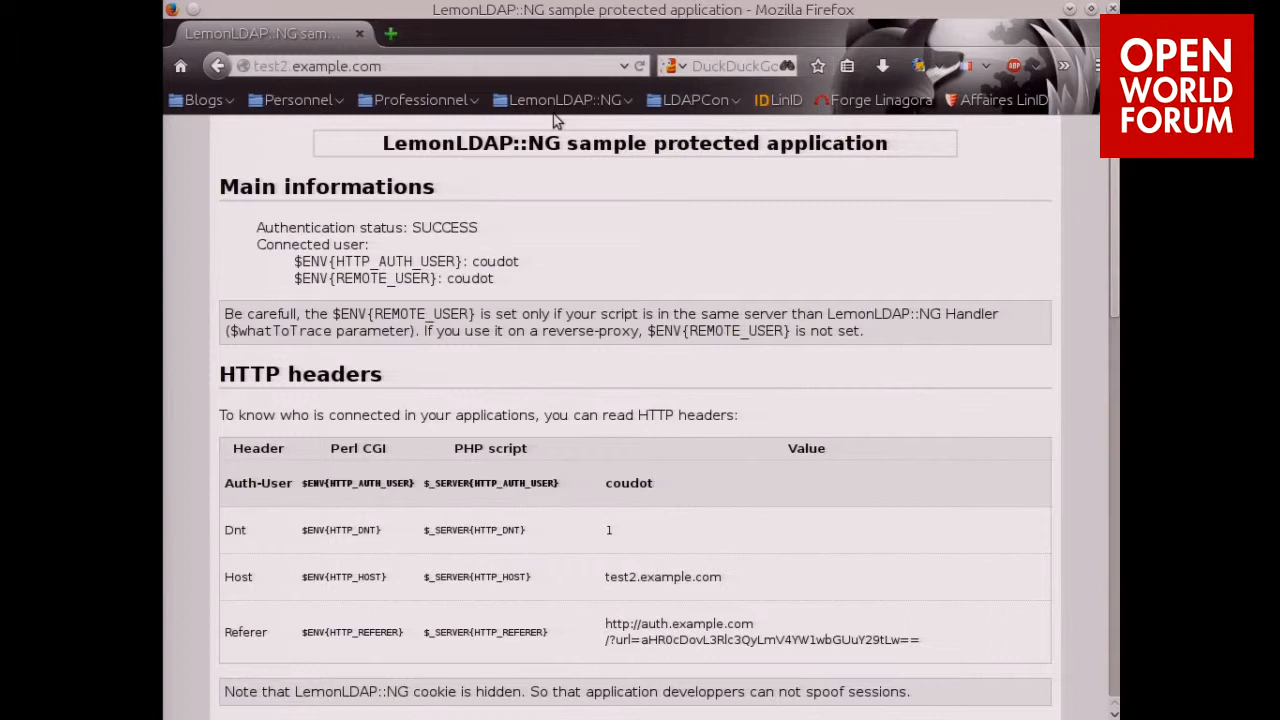 LemonLDAP::NG sample protected application - Mozilla Firefox
LemonLDAP::NG sam...
test2.example.com
DuckDuckGo
Blogs
Personnel
Professionnel
LemonLDAP::NG
LDAPCon
LinID
Forge Linagora
Affaires LinID
OPEN
WORLD
FORUM
LemonLDAP::NG sample protected application
Main informations
Authentication status: SUCCESS
Connected user:
$ENV{HTTP_AUTH_USER}: coudot
$ENV{REMOTE_USER}: coudot
Be carefull, the $ENV{REMOTE_USER} is set only if your script is in the same server than LemonLDAP::NG Handler
($whatToTrace parameter). If you use it on a reverse-proxy, $ENV{REMOTE_USER} is not set.
HTTP headers
To know who is connected in your applications, you can read HTTP headers:
Header Perl CGI PHP script Value
Auth-User $ENV{HTTP_AUTH_USER} $_SERVER{HTTP_AUTH_USER} coudot
Dnt $ENV{HTTP_DNT} $_SERVER{HTTP_DNT} 1
Host $ENV{HTTP_HOST} $_SERVER{HTTP_HOST} test2.example.com
Referer $ENV{HTTP_REFERER} $_SERVER{HTTP_REFERER} http://auth.example.com
/?url=aHR0cDovL3Rlc3QyLmV4YW1wbGUuY29tLw==
Note that LemonLDAP::NG cookie is hidden. So that application developpers can not spoof sessions.